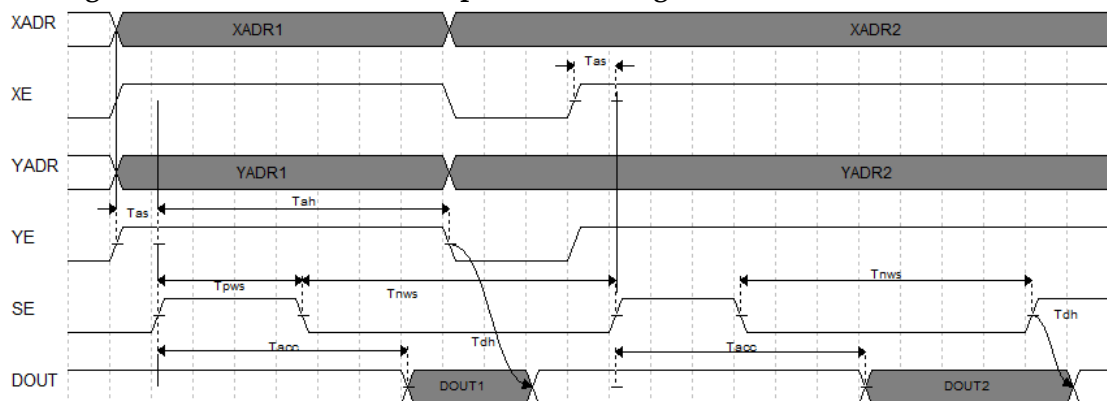 XADR XADR1 XADR2
Tas
XE
YADR YADR1 YADR2
Tah
Tas
YE
Tpws Tnws Tnws
SE Tdh Tdh
Tacc Tacc
DOUT DOUT1 DOUT2